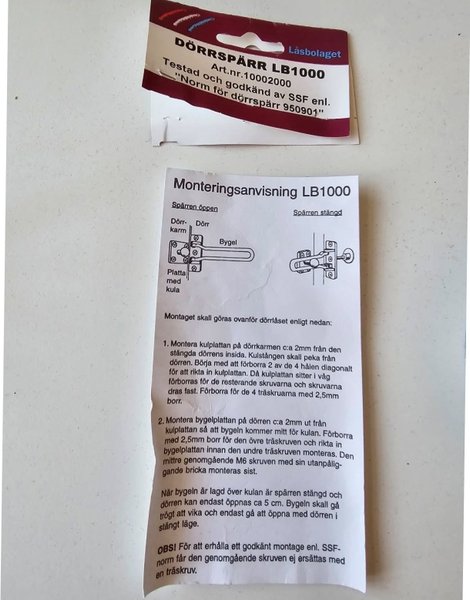 Låsbolaget
DÖRRSPÄRR LB1000
Art.nr.10002000
Testad och godkänd av SSF enl.
"Norm för dörrspärr 950901"
Monteringsanvisning LB1000
Spärren öppen
Spärren stängd
Dörr-
karm
Dörr
Bygel
Platta
med
kula
Montaget skall göras ovanför dörrlåset enligt nedan:
1. Montera kulplattan på dörrkarmen c:a 2mm från den
stängda dörrens insida. Kulstången skall peka från
dörren. Börja med att förborra 2 av de 4 hålen diagonalt
för att rikta in kulplattan. Då kulplattan sitter i våg
förborras för de resterande skruvarna och skruvarna
dras fast. Förborra för de 4 träskruarna med 2,5mm
borr.
2. Montera bygelplattan på dörren c:a 2mm ut från
kulplattan så att bygeln kommer mitt för kulan. Förborra
med 2,5mm borr för den övre träskruven och rikta in
bygelplattan innan den undre träskruven monteras. Den
mittre genomgående M6 skruven med sin utanpålig-
gande bricka monteras sist.
När bygeln är lagd över kulan är spärren stängd och
dörren kan endast öppnas ca 5 cm. Bygeln skall gå
trögt att vika och endast gå att öppna med dörren i
stängt läge.
OBS! För att erhålla ett godkänt montage enl. SSF-
norm får den genomgående skruven ej ersättas med
en träskruv.